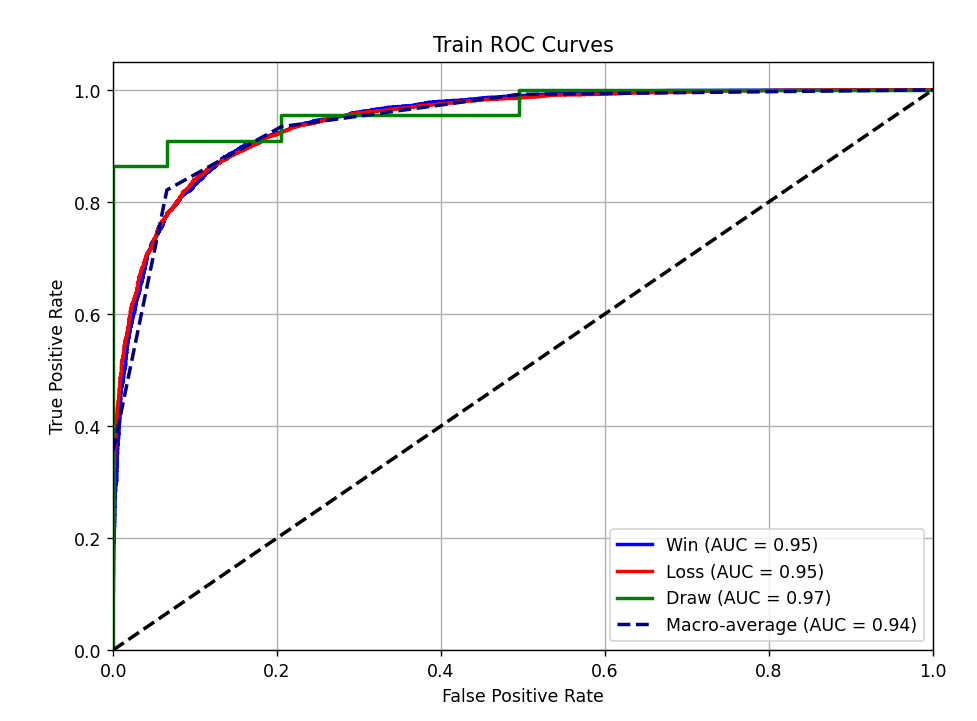 Train ROC Curves
True Positive Rate
1.0
0.8
0.6
0.4
0.2
0.0
0.0 0.2 0.4 0.6 0.8 1.0
False Positive Rate
Win (AUC = 0.95)
Loss (AUC = 0.95)
Draw (AUC = 0.97)
Macro-average (AUC = 0.94)